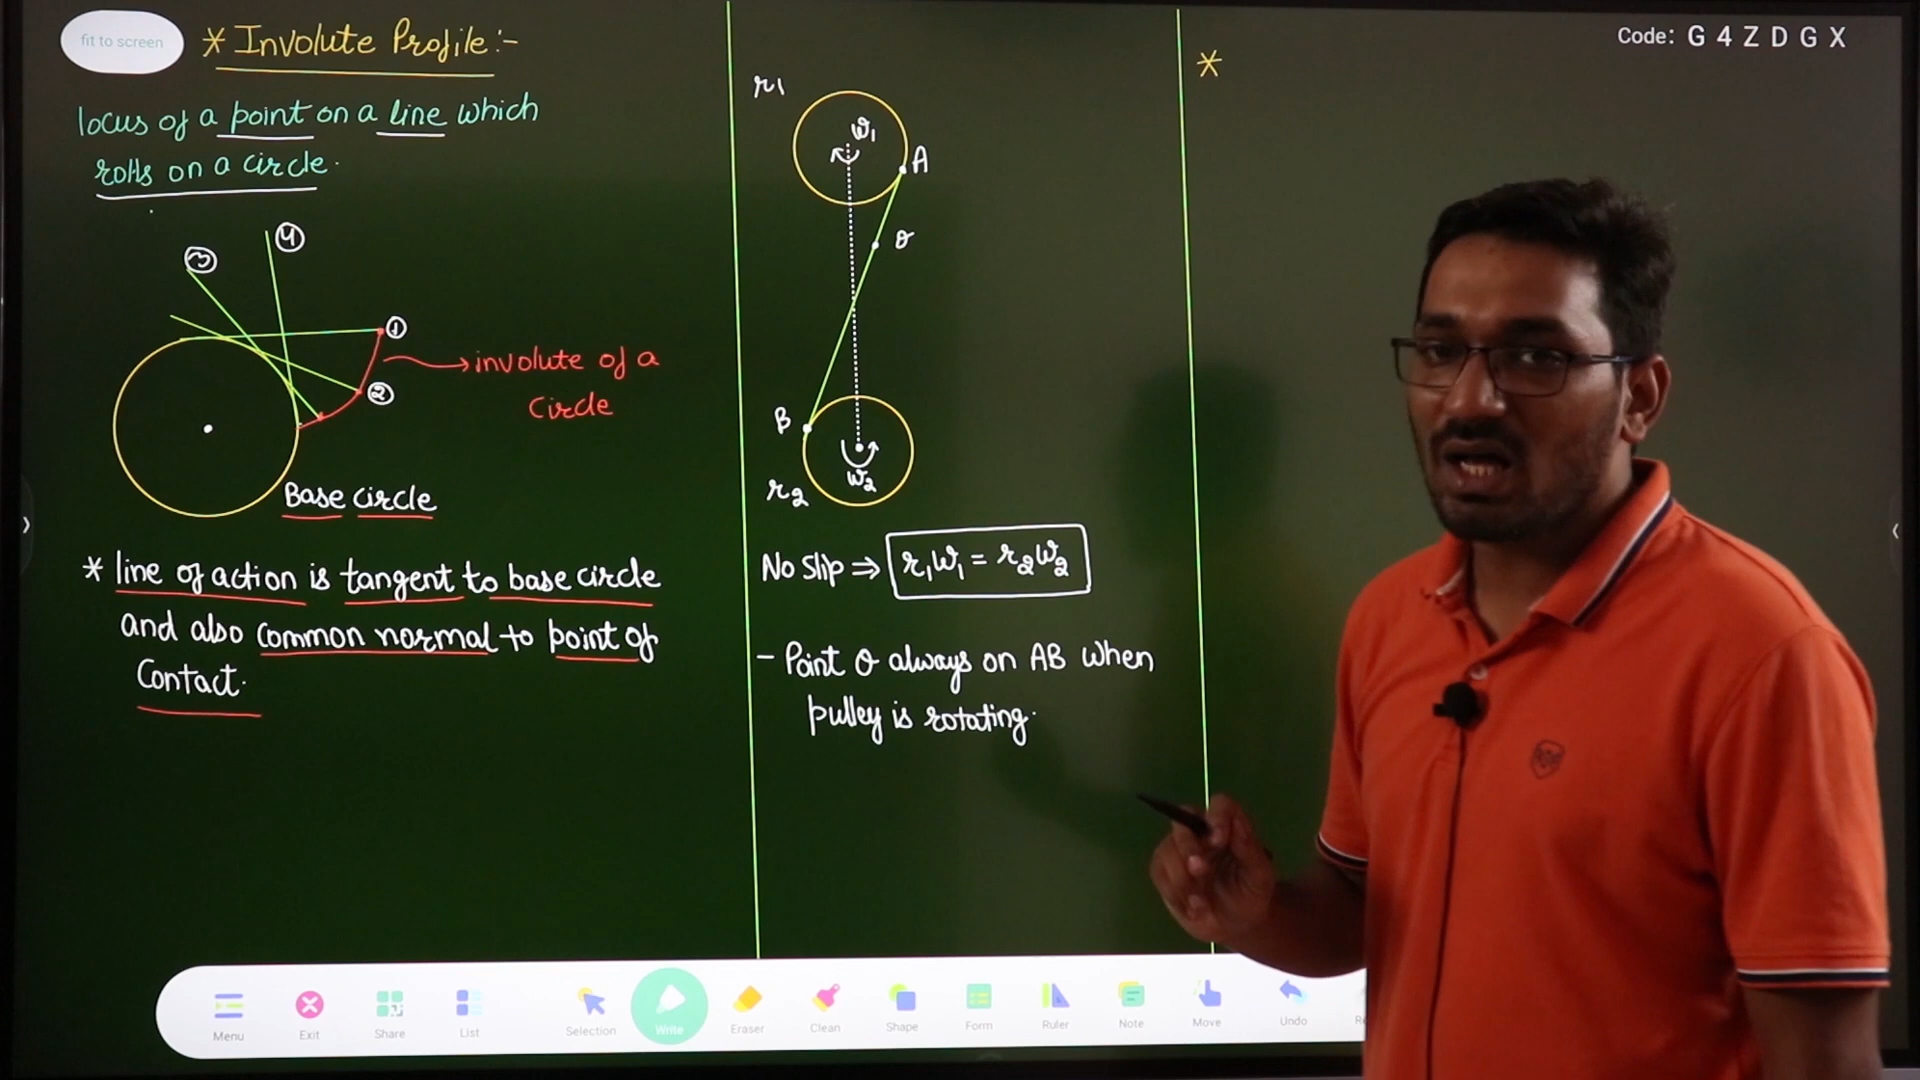 fit to screen
* Involute Profile:-
locus of a point on a line which
rolls on a circle.
3
4
1
2
involute of a
circle
Base circle
* line of action is tangent to base circle
and also common normal to point of
Contact.
r1
ω1
A
O
B
ω2
r2
No slip ⇒ r1ω1 = r2ω2
- Point O always on AB when
pulley is rotating.
*
Code: G 4 Z D G X
Menu
Exit
Share
List
Selection
Write
Eraser
Clean
Shape
Form
Ruler
Note
Move
Undo